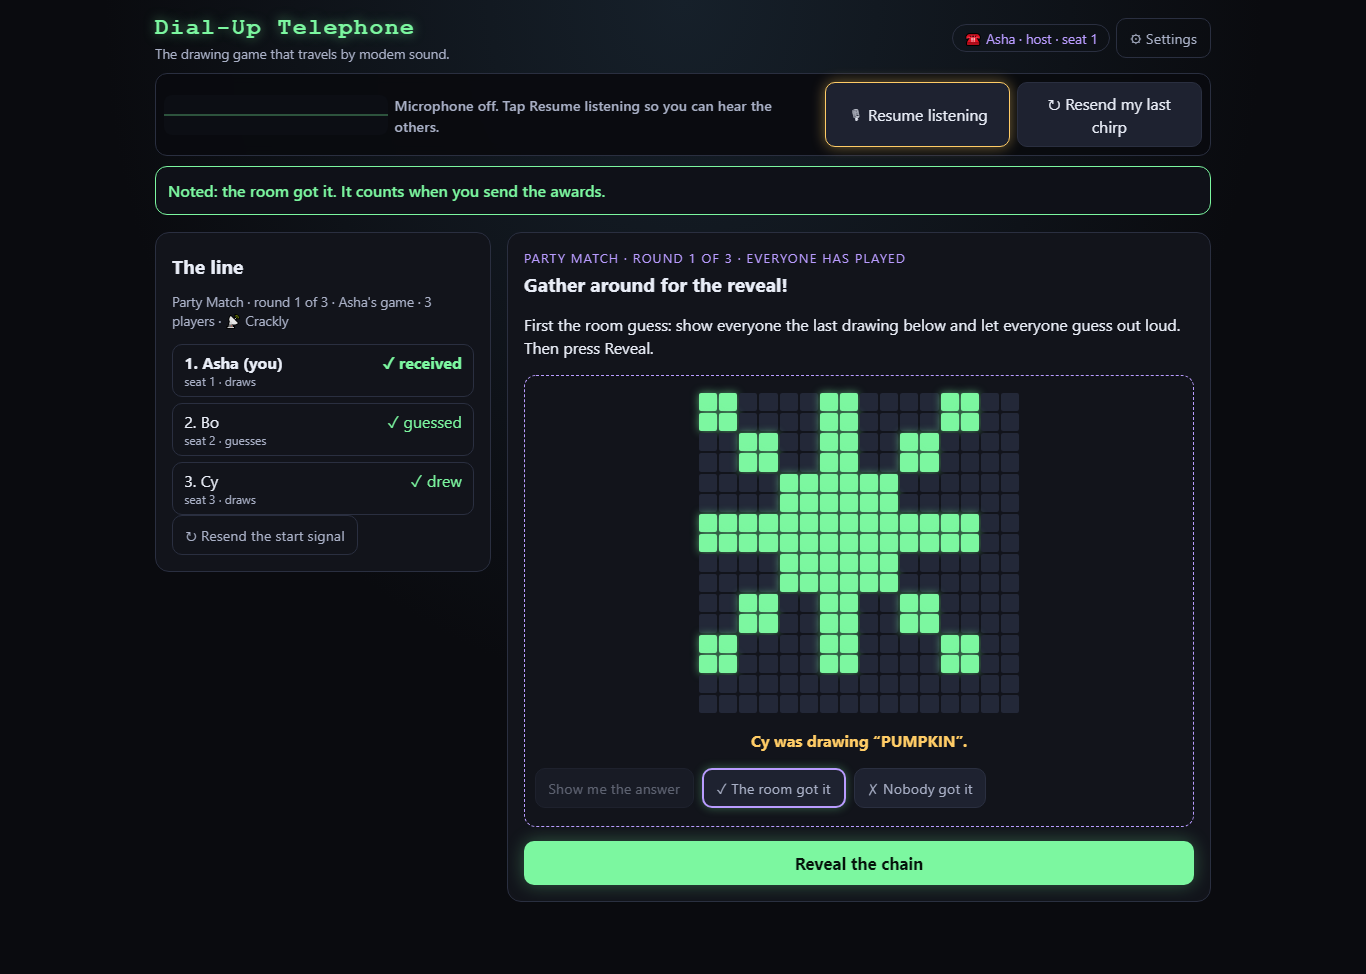 Dial-Up Telephone
The drawing game that travels by modem sound.
☎ Asha · host · seat 1
⚙ Settings
Microphone off. Tap Resume listening so you can hear the
others.
🎙 Resume listening
↻ Resend my last
chirp
Noted: the room got it. It counts when you send the awards.
The line
Party Match · round 1 of 3 · Asha's game · 3
players · 📡 Crackly
1. Asha (you)
✓ received
seat 1 · draws
2. Bo
✓ guessed
seat 2 · guesses
3. Cy
✓ drew
seat 3 · draws
↻ Resend the start signal
PARTY MATCH · ROUND 1 OF 3 · EVERYONE HAS PLAYED
Gather around for the reveal!
First the room guess: show everyone the last drawing below and let everyone guess out loud.
Then press Reveal.
Cy was drawing “PUMPKIN”.
Show me the answer
✓ The room got it
✗ Nobody got it
Reveal the chain